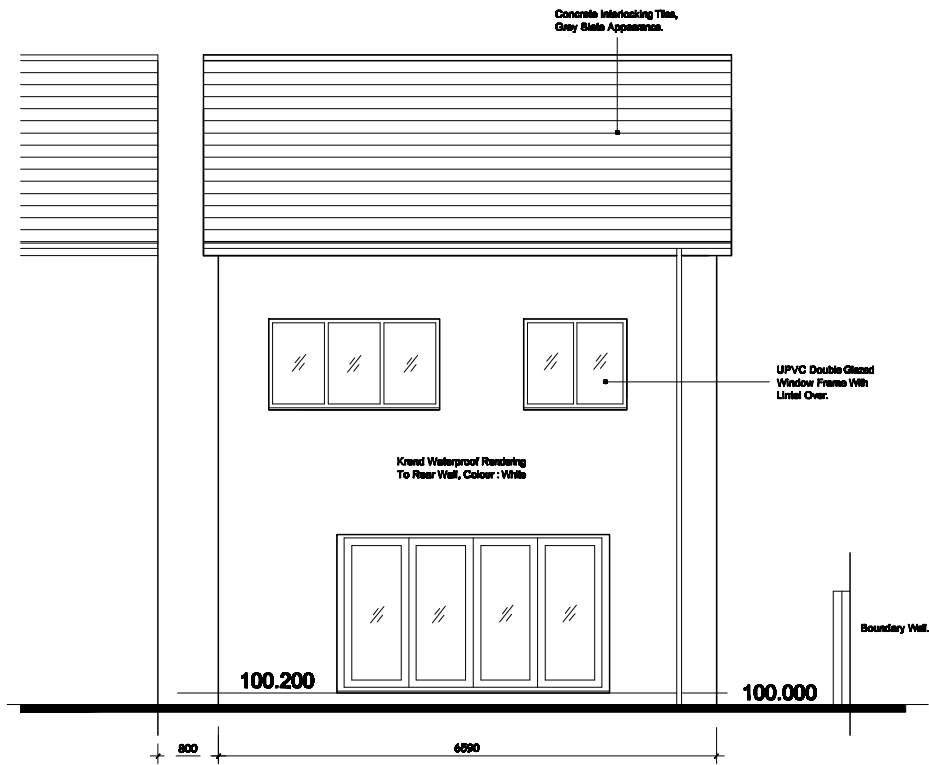 Concrete Interlocking Tiles,
Grey Slate Appearance.
UPVC Double Glazed
Window Frame With
Lintel Over.
Krend Waterproof Rendering
To Rear Wall, Colour : White
Boundary Wall.
100.200
100.000
800
6590